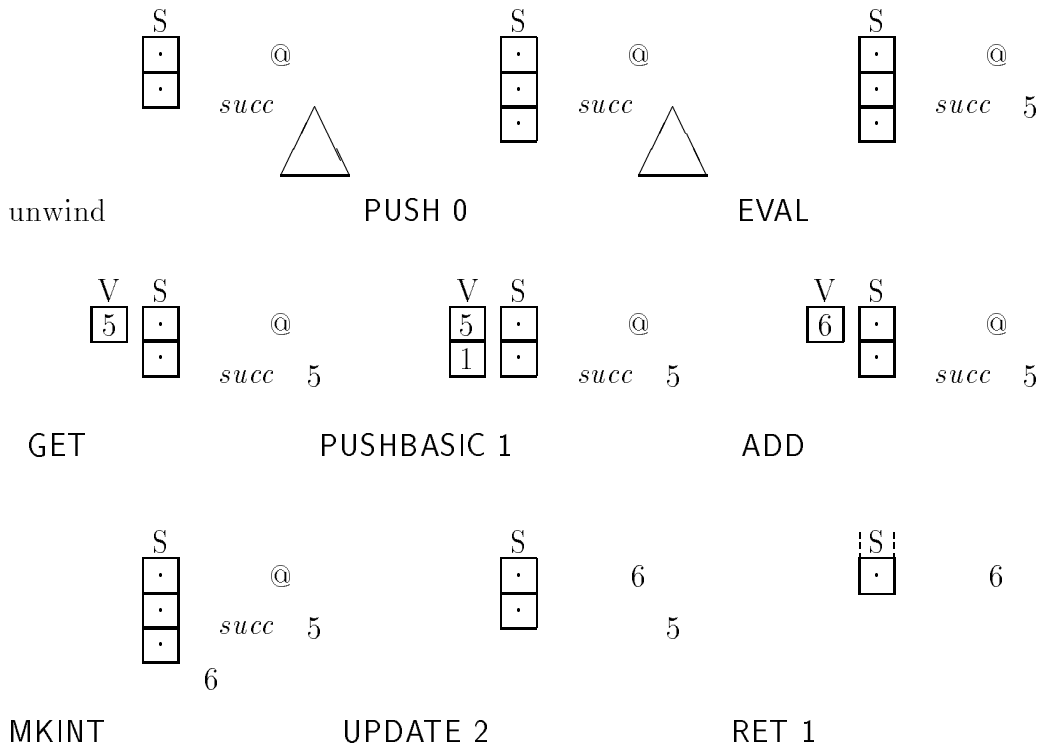 S S S
@ @ @
succ succ succ 5
unwind PUSH 0 EVAL
V S V S V S
5 @ 5 @ 6 @
succ 5 1 succ 5 succ 5
GET PUSHBASIC 1 ADD
S S S
@ 6 6
succ 5 5
6
MKINT UPDATE 2 RET 1